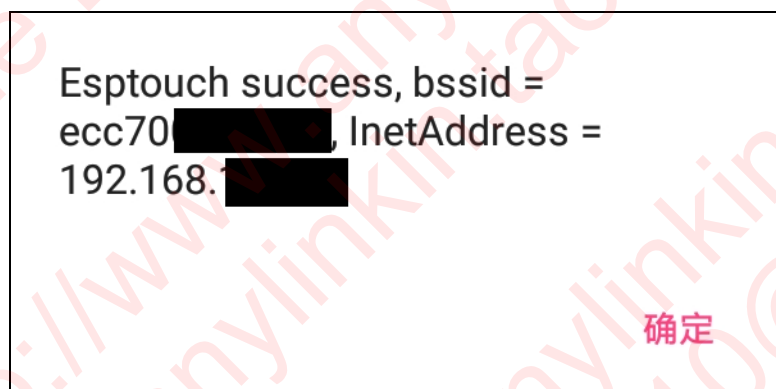 Esptouch success, bssid =
ecc70, InetAddress =
192.168.
确定